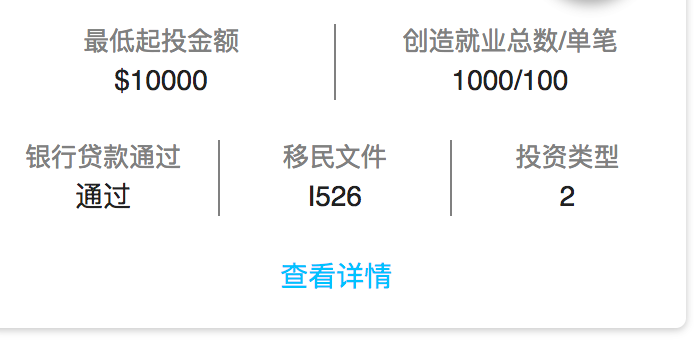 最低起投金额 创造就业总数/单笔
$10000 1000/100
银行贷款通过 移民文件 投资类型
通过 I526 2
查看详情